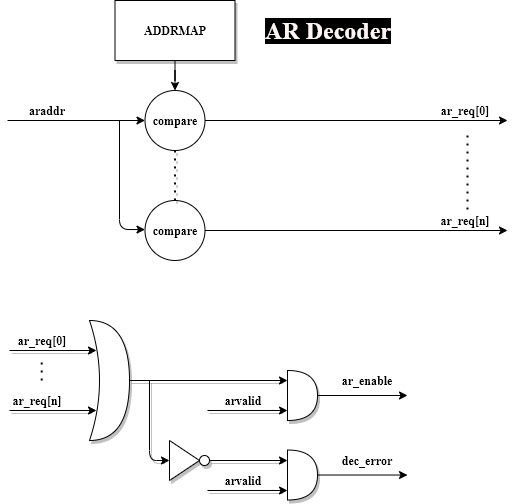 ADDRMAP
AR Decoder
araddr
compare
ar_req[0]
compare
ar_req[n]
ar_req[0]
ar_req[n]
arvalid
ar_enable
arvalid
dec_error